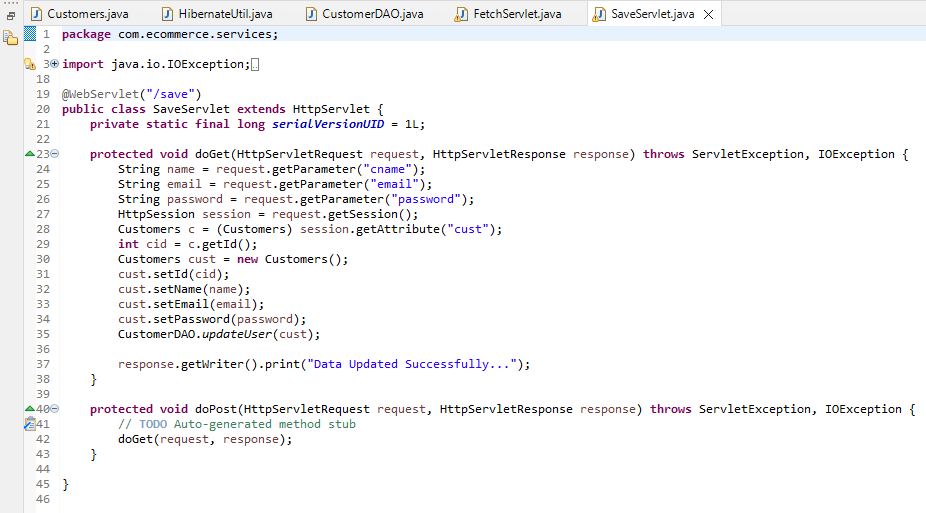 Customers.java HibernateUtil.java CustomerDAO.java FetchServlet.java SaveServlet.java
1 package com.ecommerce.services;
2
3 import java.io.IOException;
18
19 @WebServlet("/save")
20 public class SaveServlet extends HttpServlet {
21     private static final long serialVersionUID = 1L;
22
23     protected void doGet(HttpServletRequest request, HttpServletResponse response) throws ServletException, IOException {
24         String name = request.getParameter("cname");
25         String email = request.getParameter("email");
26         String password = request.getParameter("password");
27         HttpSession session = request.getSession();
28         Customers c = (Customers) session.getAttribute("cust");
29         int cid = c.getId();
30         Customers cust = new Customers();
31         cust.setId(cid);
32         cust.setName(name);
33         cust.setEmail(email);
34         cust.setPassword(password);
35         CustomerDAO.updateUser(cust);
36
37         response.getWriter().print("Data Updated Successfully...");
38     }
39
40     protected void doPost(HttpServletRequest request, HttpServletResponse response) throws ServletException, IOException {
41         // TODO Auto-generated method stub
42         doGet(request, response);
43     }
44
45 }
46